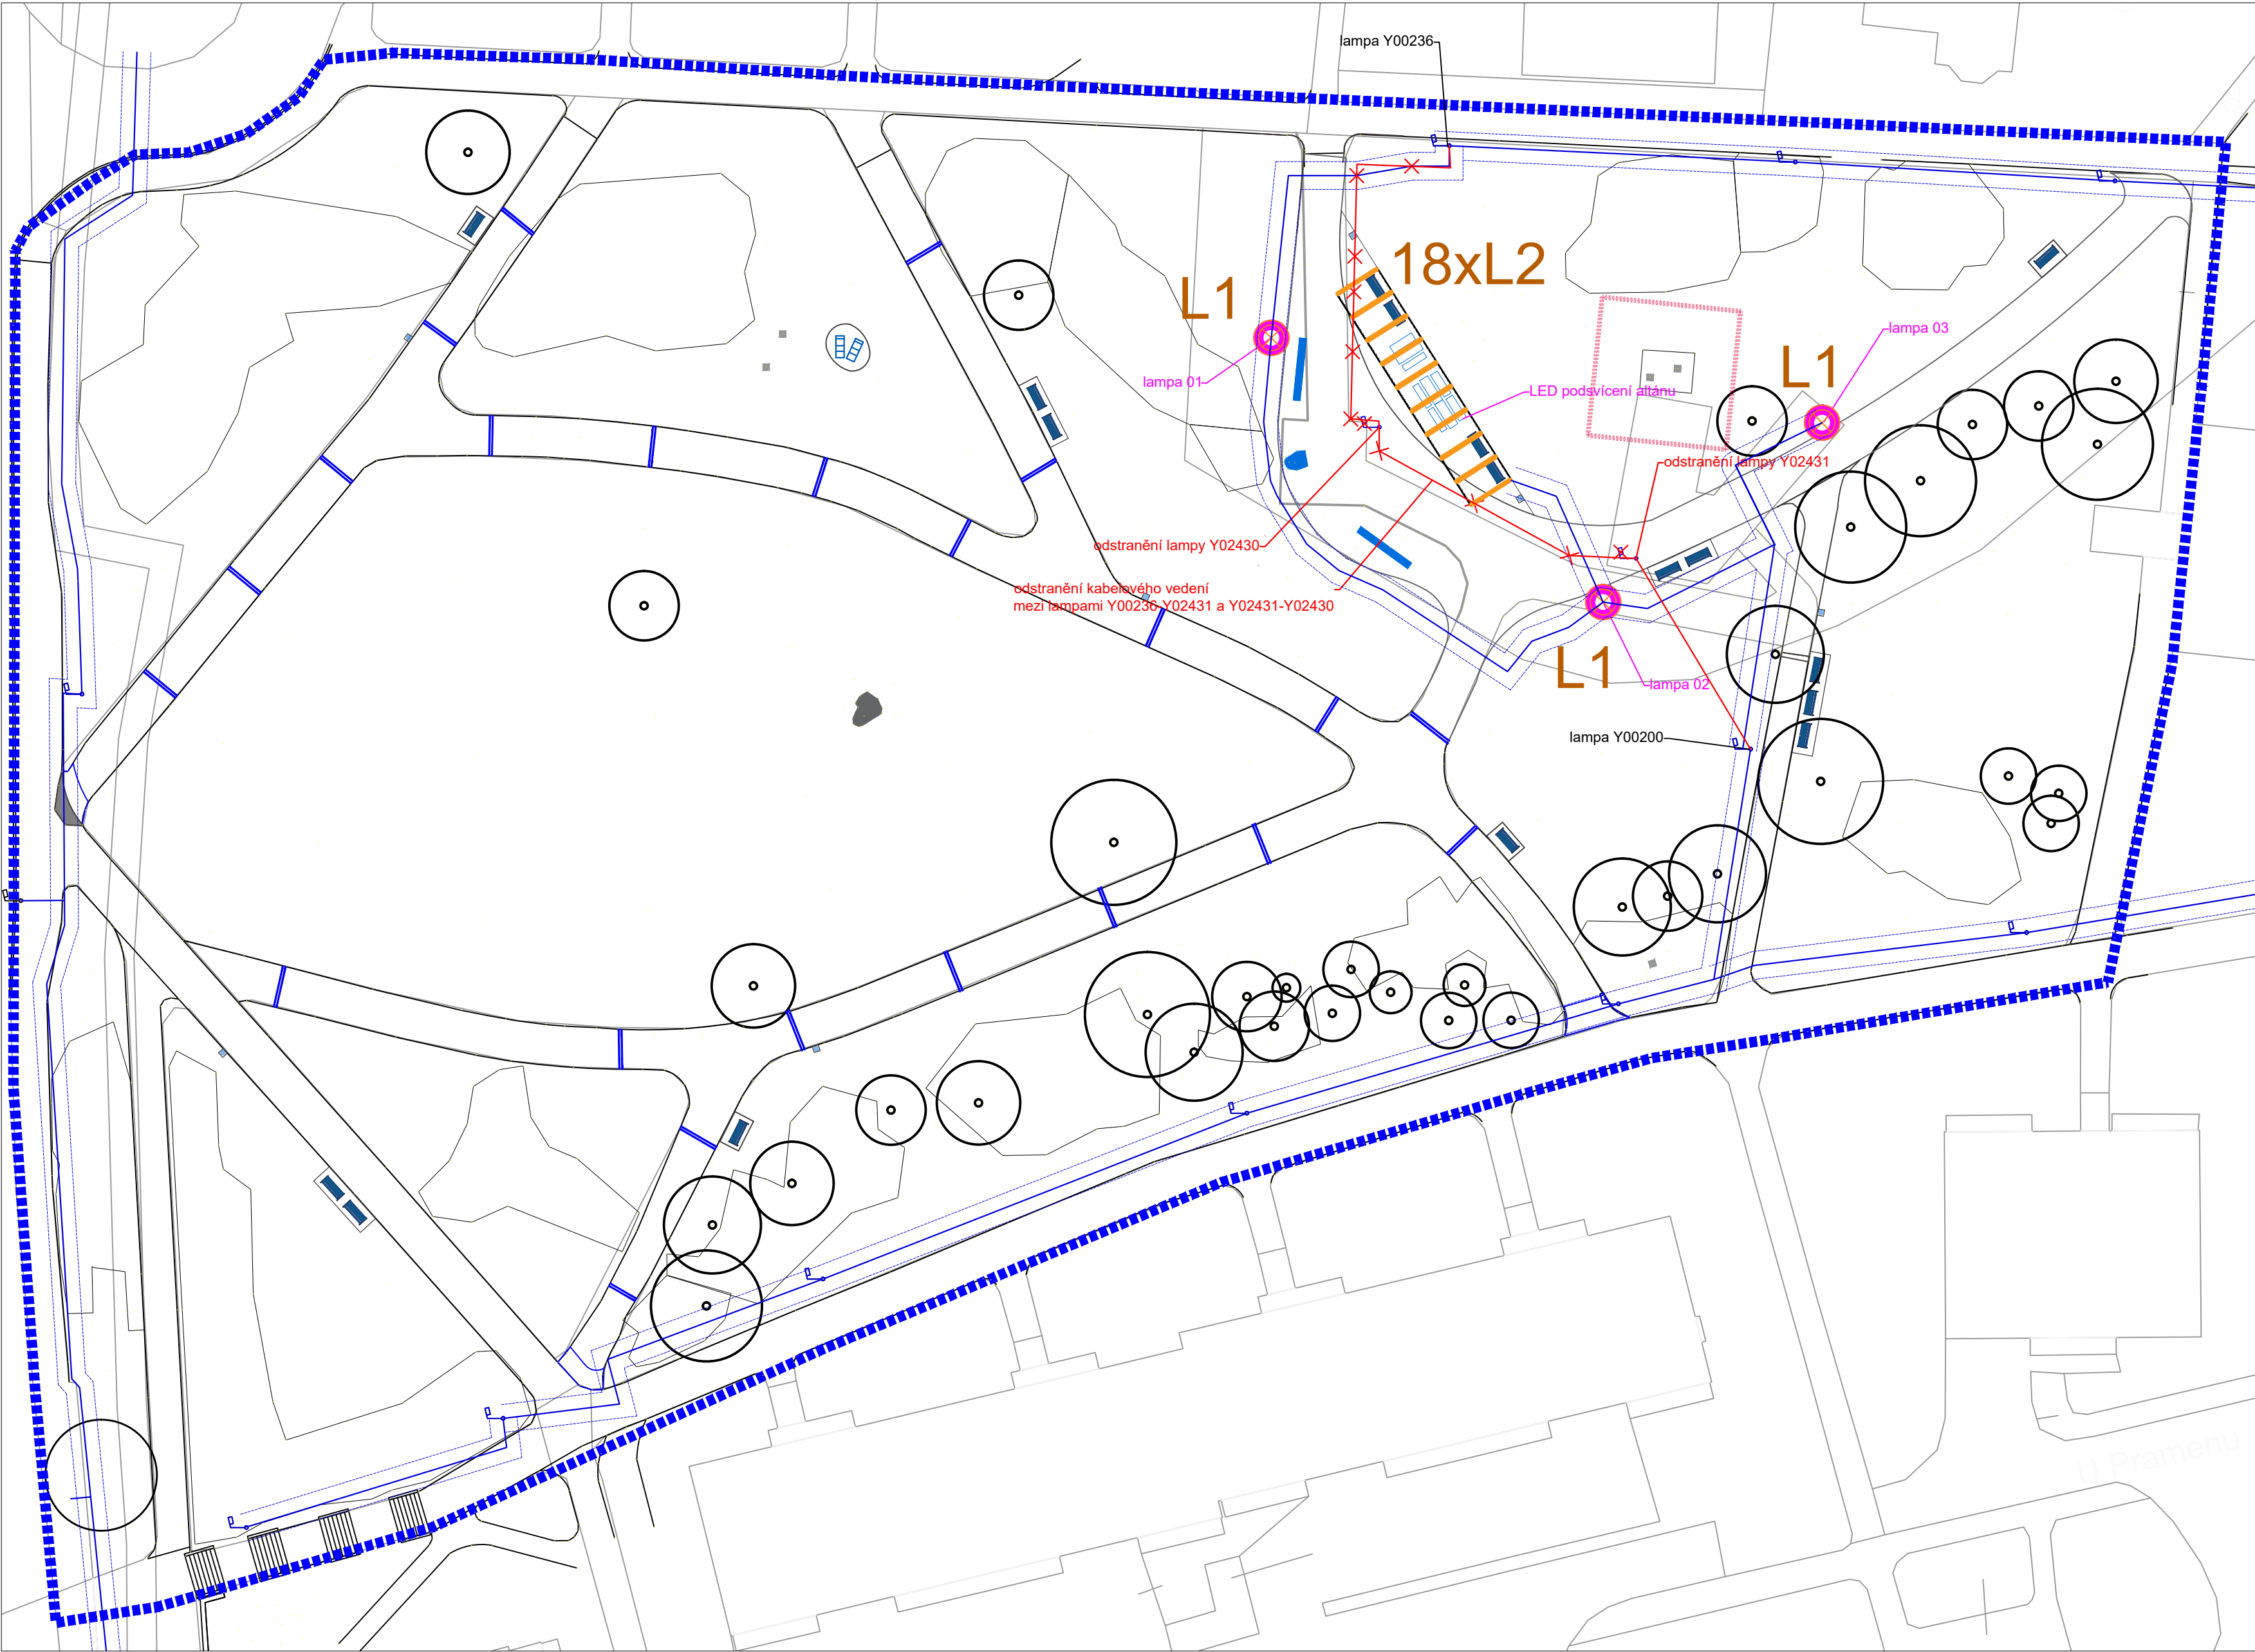 lampa Y00236
18xL2
L1
lampa 03
L1
lampa 01
LED podsvícení altánu
odstranění lampy Y02431
odstranění lampy Y02430
odstranění kabelového vedení
mezi lampami Y00236-Y02431 a Y02431-Y02430
L1
lampa 02
lampa Y00200
U Pramenu